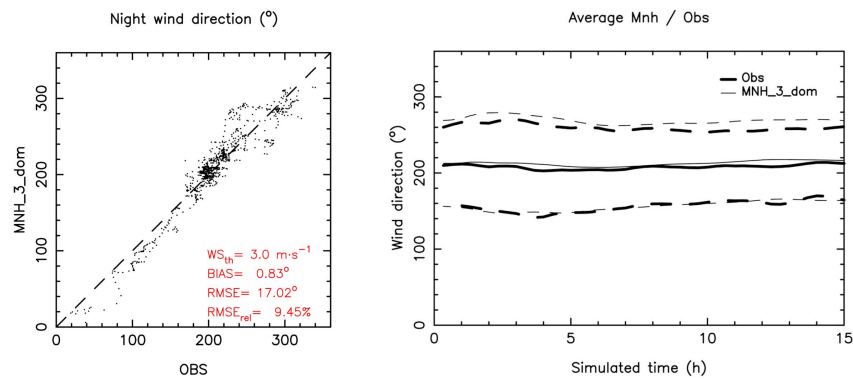 Night wind direction (°)
MNH_3_dom
300
200
100
0
WS_th= 3.0 m·s⁻¹
BIAS= 0.83°
RMSE= 17.02°
RMSE_rel= 9.45%
0 100 200 300
OBS
Average Mnh / Obs
Wind direction (°)
300
200
100
0
Obs
MNH_3_dom
0 5 10 15
Simulated time (h)